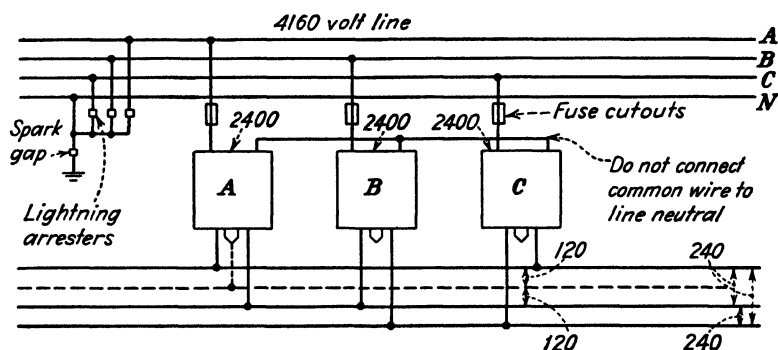 4160 volt line
A
B
C
N
Spark
gap
Lightning
arresters
2400
2400
2400
Fuse cutouts
Do not connect
common wire to
line neutral
A
B
C
120
240
120
240